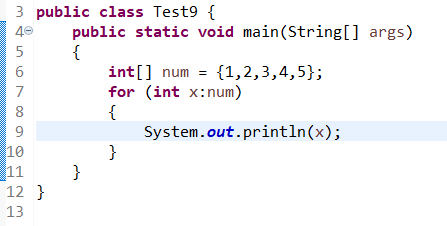 3 public class Test9 {
4 public static void main(String[] args)
5 {
6 int[] num = {1,2,3,4,5};
7 for (int x:num)
8 {
9 System.out.println(x);
10 }
11 }
12 }
13